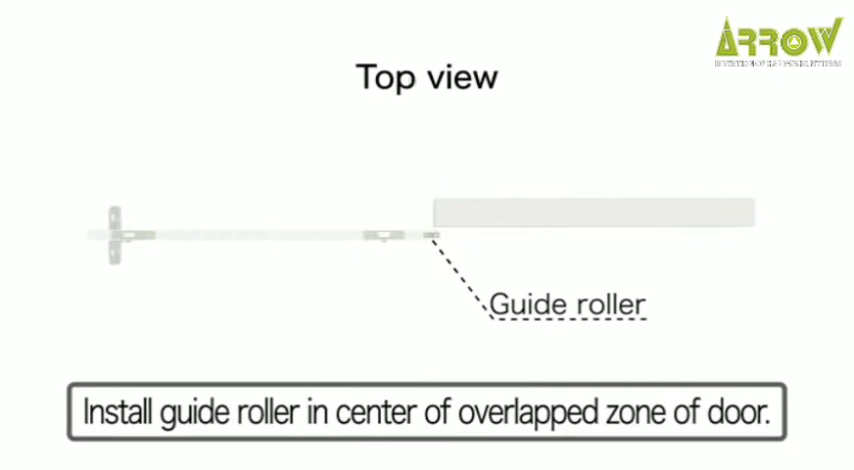 ARROW
Top view
Guide roller
Install guide roller in center of overlapped zone of door.